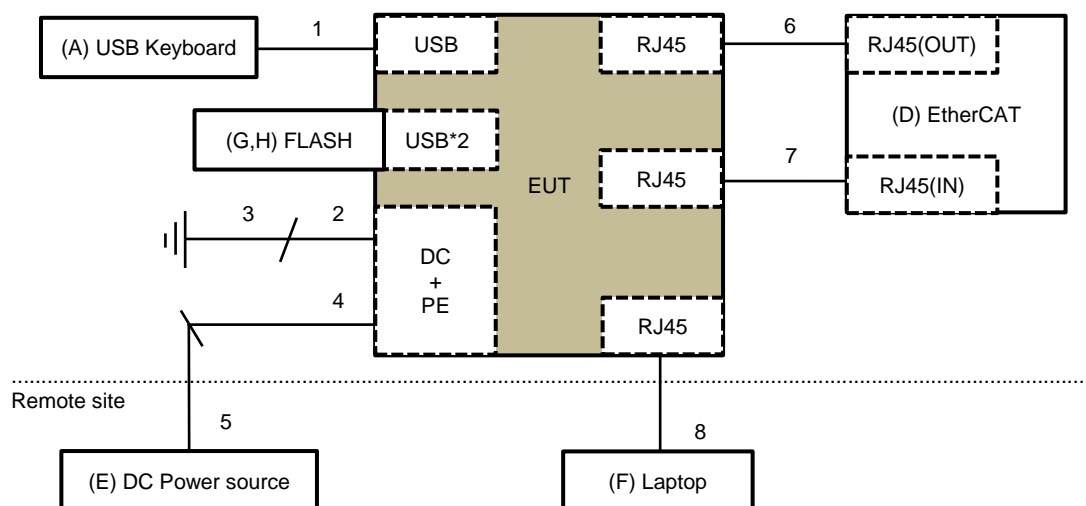 (A) USB Keyboard
1
USB
RJ45
6
RJ45(OUT)
(D) EtherCAT
(G,H) FLASH
USB*2
EUT
RJ45
7
RJ45(IN)
3
2
DC
+
PE
4
RJ45
Remote site
5
8
(E) DC Power source
(F) Laptop